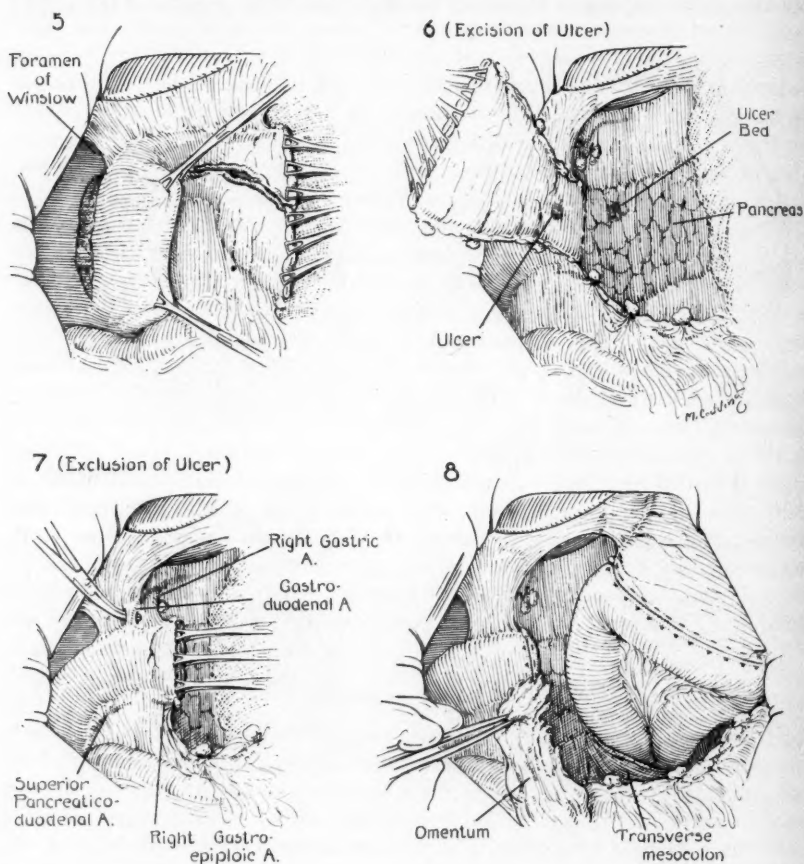 5
Foramen
of
Winslow
6 (Excision of Ulcer)
Ulcer
Bed
Pancreas
Ulcer
7 (Exclusion of Ulcer)
Right Gastric
A.
Gastro-
duodenal A
Superior
Pancreatico-
duodenal A.
Right Gastro-
epiploic A.
8
Omentum
Transverse
mesocolon